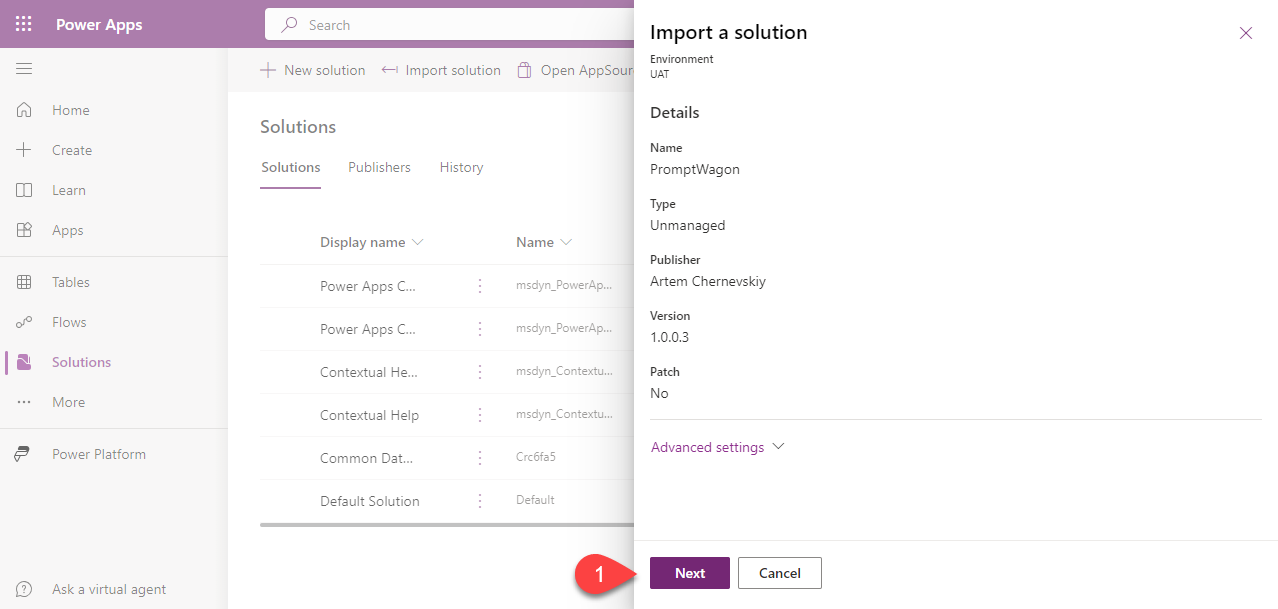 Power Apps
Search
Home
Create
Learn
Apps
Tables
Flows
Solutions
More
Power Platform
Ask a virtual agent
New solution
Import solution
Open AppSour
Solutions
Solutions Publishers History
Display name Name
Power Apps C... msdyn_PowerAp...
Power Apps C... msdyn_PowerAp...
Contextual He... msdyn_Contextu...
Contextual Help msdyn_Contextu...
Common Dat... Crc6fa5
Default Solution Default
Import a solution
Environment
UAT
Details
Name
PromptWagon
Type
Unmanaged
Publisher
Artem Chernevskiy
Version
1.0.0.3
Patch
No
Advanced settings
1
Next Cancel